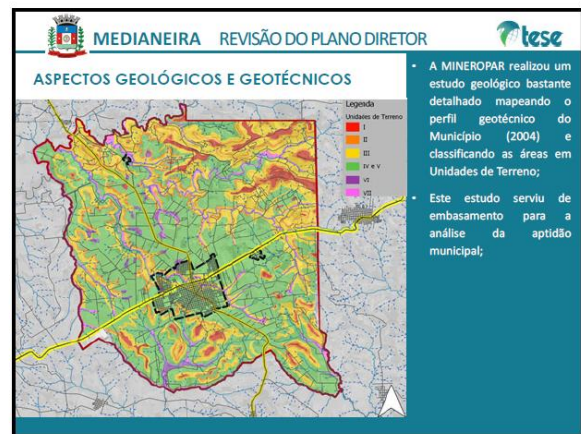 MEDIANEIRA REVISÃO DO PLANO DIRETOR
tese
ASPECTOS GEOLÓGICOS E GEOTÉCNICOS
Legenda
Unidades de Terreno
I
II
III
IV e V
VI
VII
• A MINEROPAR realizou um
estudo geológico bastante
detalhado mapeando o
perfil geotécnico do
Município (2004) e
classificando as áreas em
Unidades de Terreno;
• Este estudo serviu de
embasamento para a
análise da aptidão
municipal;